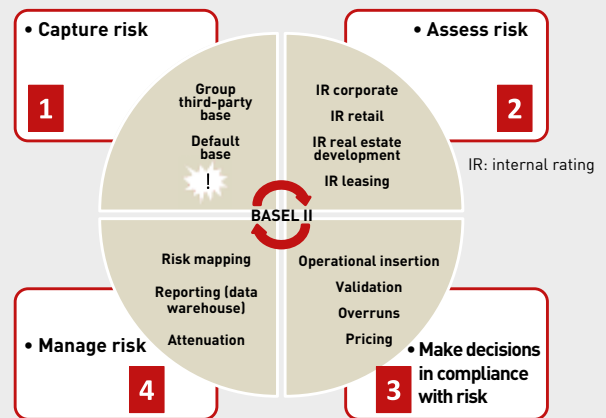 • Capture risk
1
Group
third-party
base
Default
base
!
• Assess risk
2
IR corporate
IR retail
IR real estate
development
IR leasing
IR: internal rating
BASEL II
Risk mapping
Reporting (data
warehouse)
Attenuation
• Manage risk
4
Operational insertion
Validation
Overruns
Pricing
3
• Make decisions
in compliance
with risk